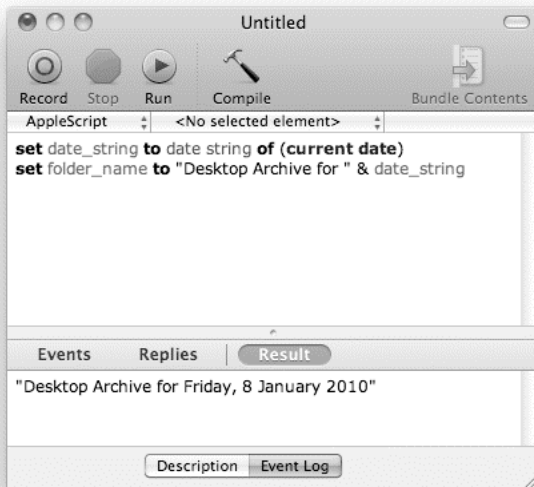 Untitled
Record Stop Run Compile Bundle Contents
AppleScript <No selected element>
set date_string to date string of (current date)
set folder_name to "Desktop Archive for " & date_string
Events Replies Result
"Desktop Archive for Friday, 8 January 2010"
Description Event Log